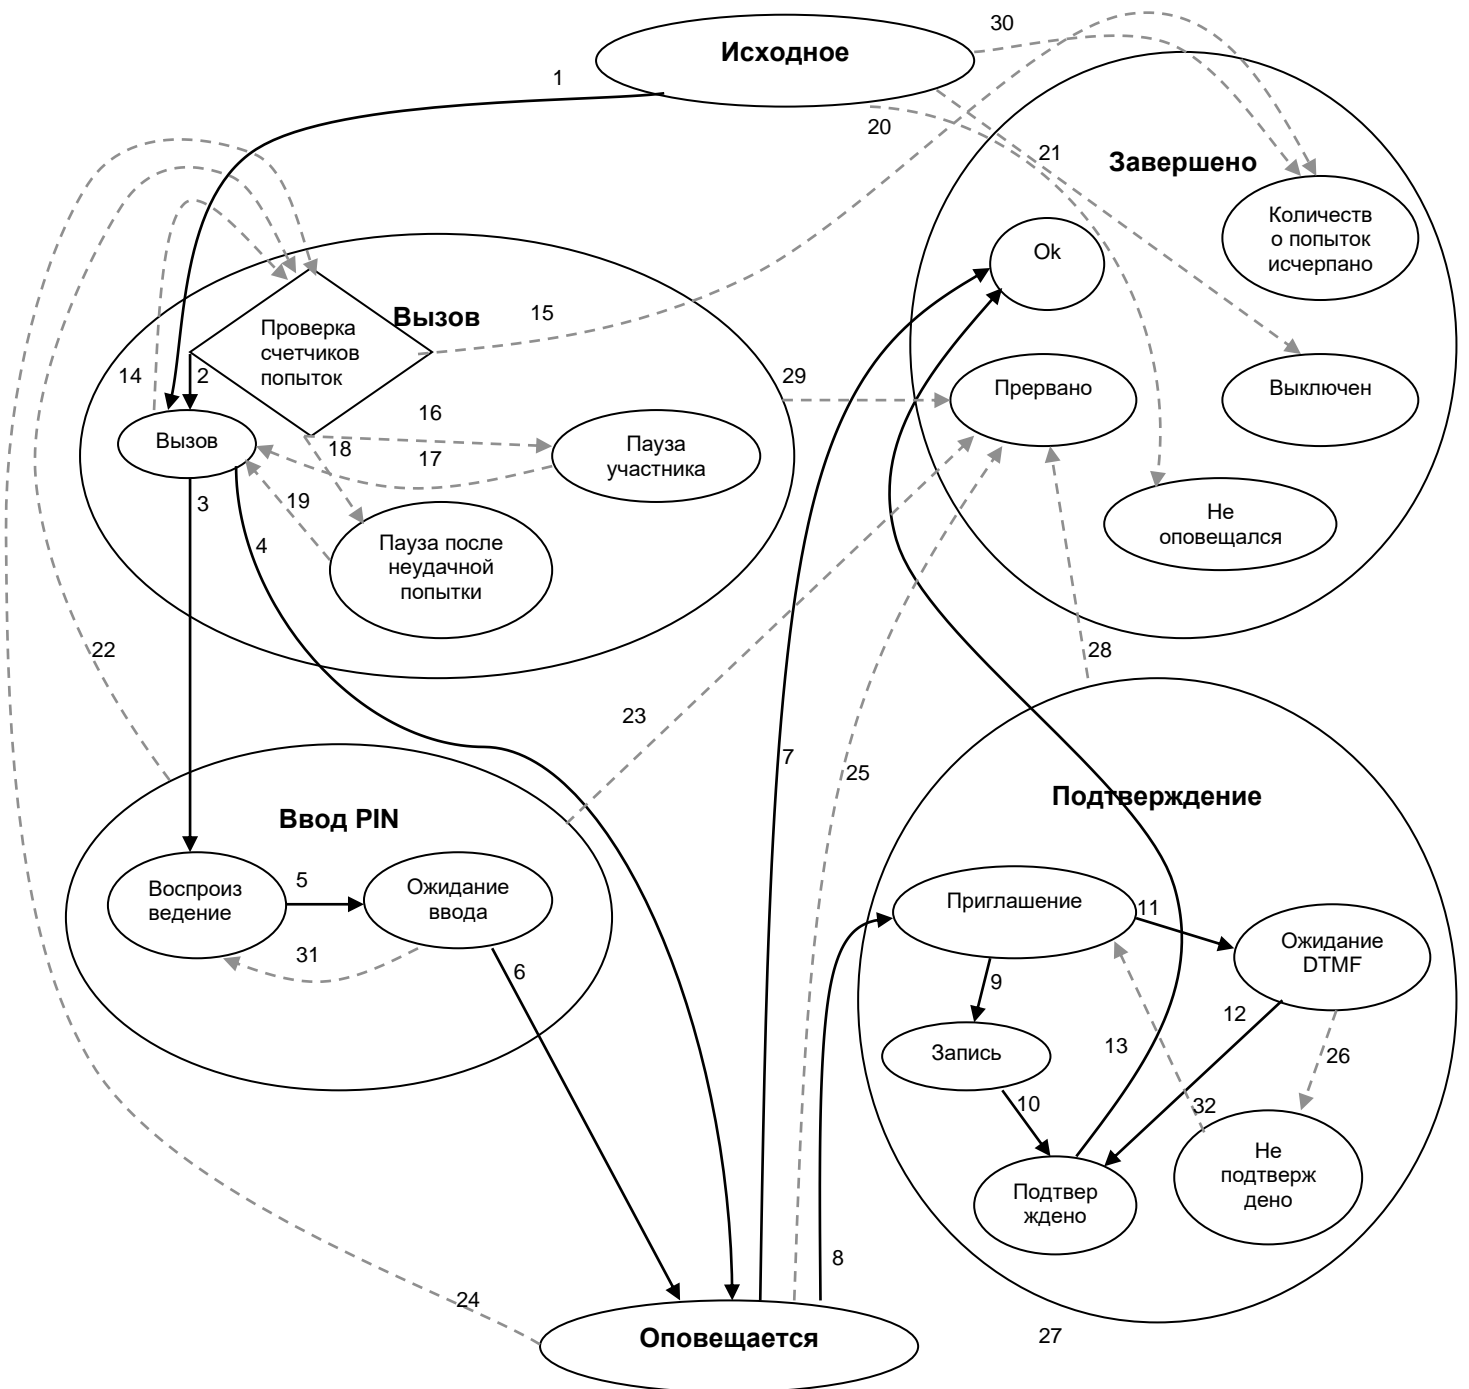 30
Исходное
1
20
21
Завершено
Количеств
о попыток
исчерпано
Ok
Вызов
15
Проверка
счетчиков
попыток
14
2
29
Прервано
Выключен
16
Вызов
18
17
Пауза
участника
3
19
4
Пауза после
неудачной
попытки
Не
оповещался
22
28
23
7
25
Подтверждение
Ввод PIN
5
Воспроиз
ведение
Ожидание
ввода
31
6
Приглашение
11
Ожидание
DTMF
9
12
Запись
13
26
10
32
Не
подтверж
дено
Подтвер
ждено
8
24
27
Оповещается